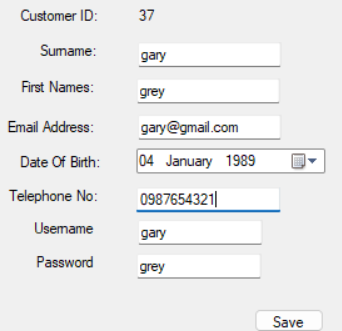 Customer ID: 37
Surname: gary
First Names: grey
Email Address: gary@gmail.com
Date Of Birth: 04 January 1989
Telephone No: 0987654321
Username gary
Password grey
Save